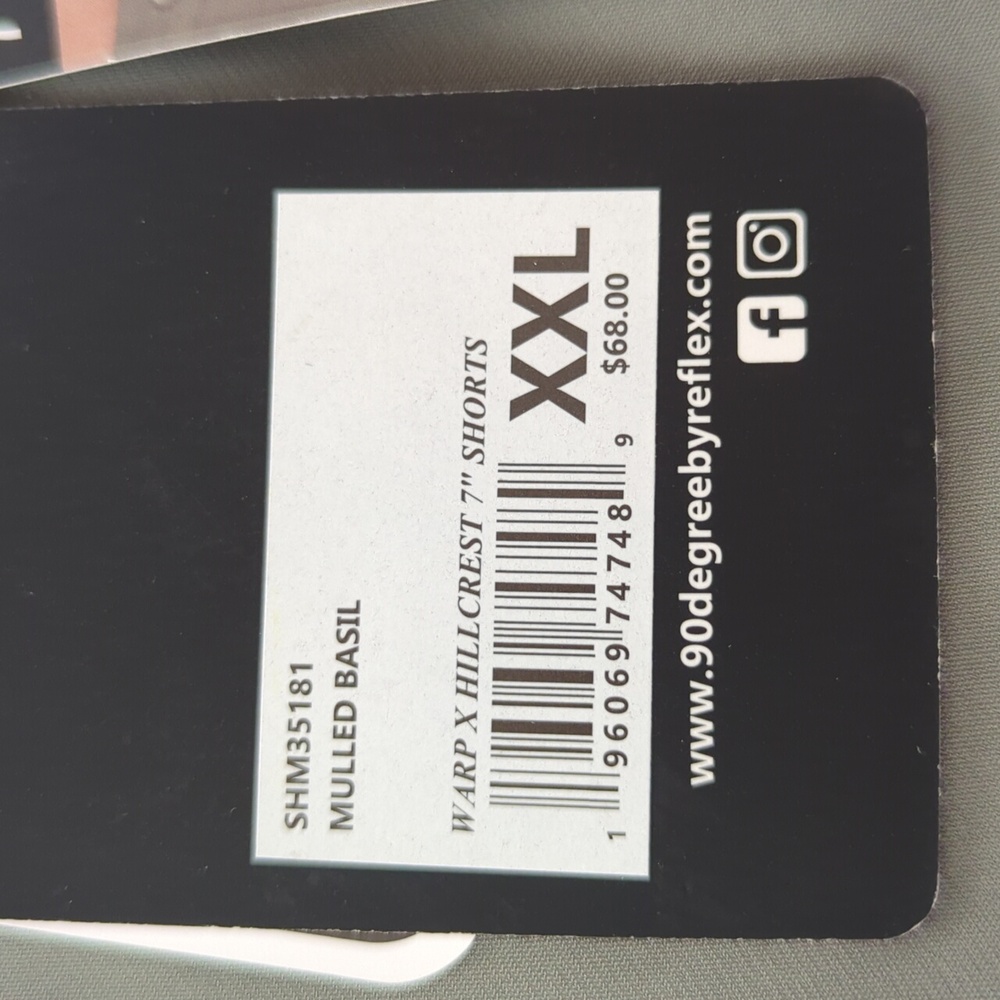 SHM35181
MULLED BASIL
WARP X HILLCREST 7" SHORTS
XXL
1 96069 74748 9
$68.00
www.90degreebyreflex.com